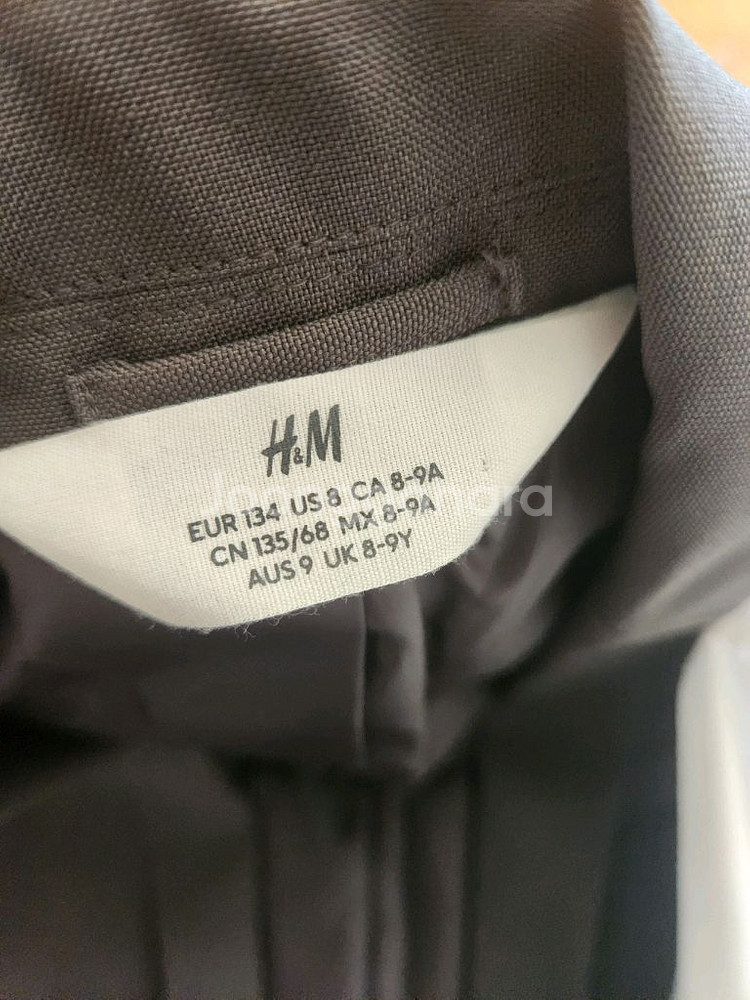 H&M
EUR 134 US 8 CA 8-9A
CN 135/68 MX 8-9A
AUS 9 UK 8-9Y